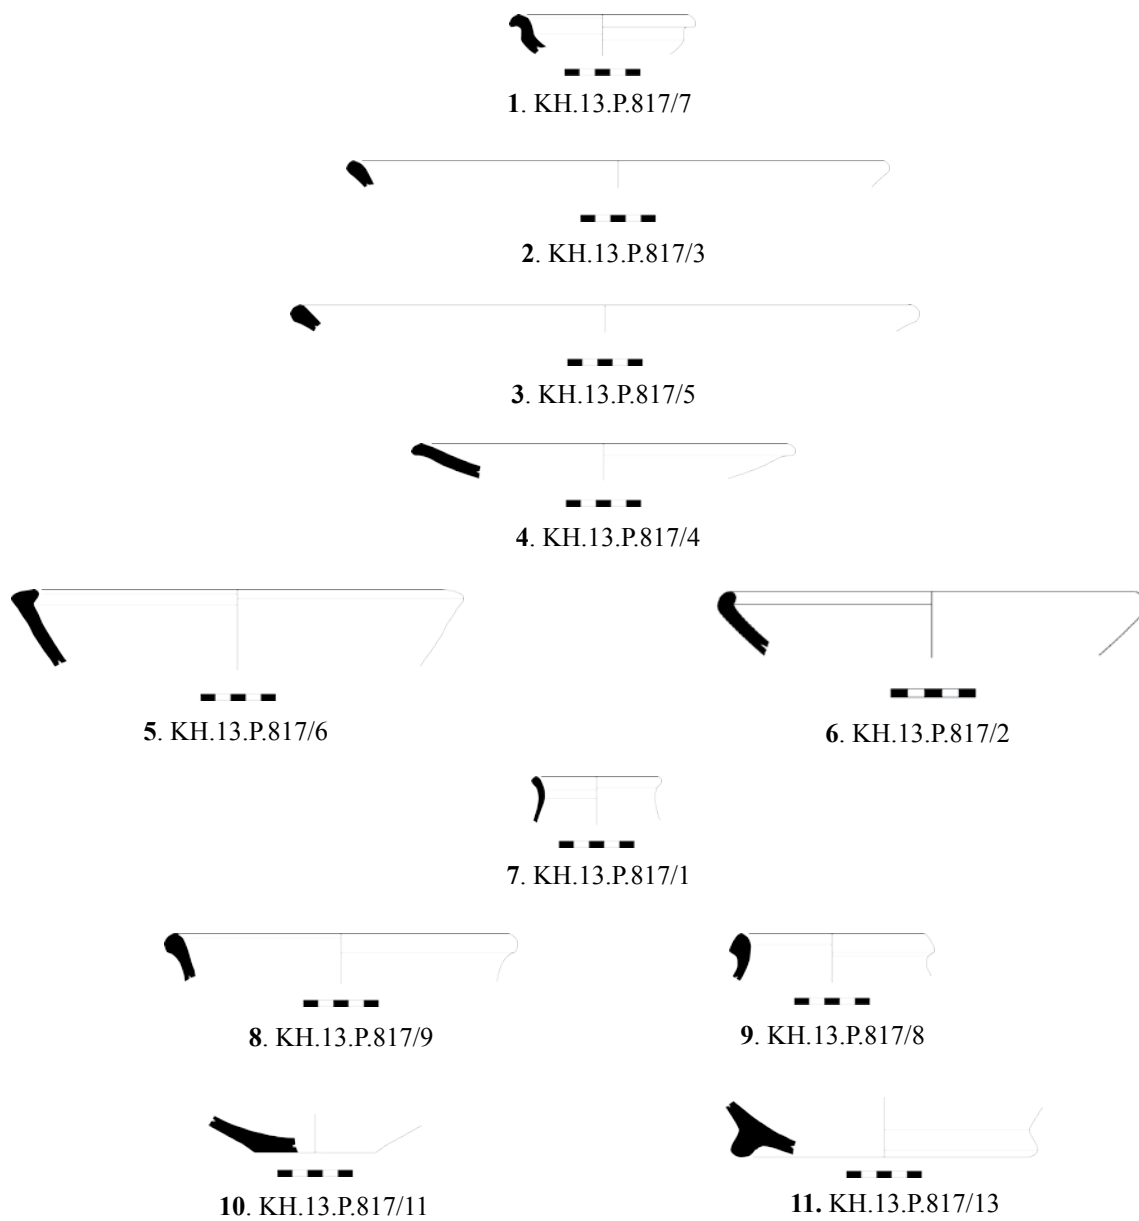 1. KH.13.P.817/7
2. KH.13.P.817/3
3. KH.13.P.817/5
4. KH.13.P.817/4
5. KH.13.P.817/6
6. KH.13.P.817/2
7. KH.13.P.817/1
8. KH.13.P.817/9
9. KH.13.P.817/8
10. KH.13.P.817/11
11. KH.13.P.817/13